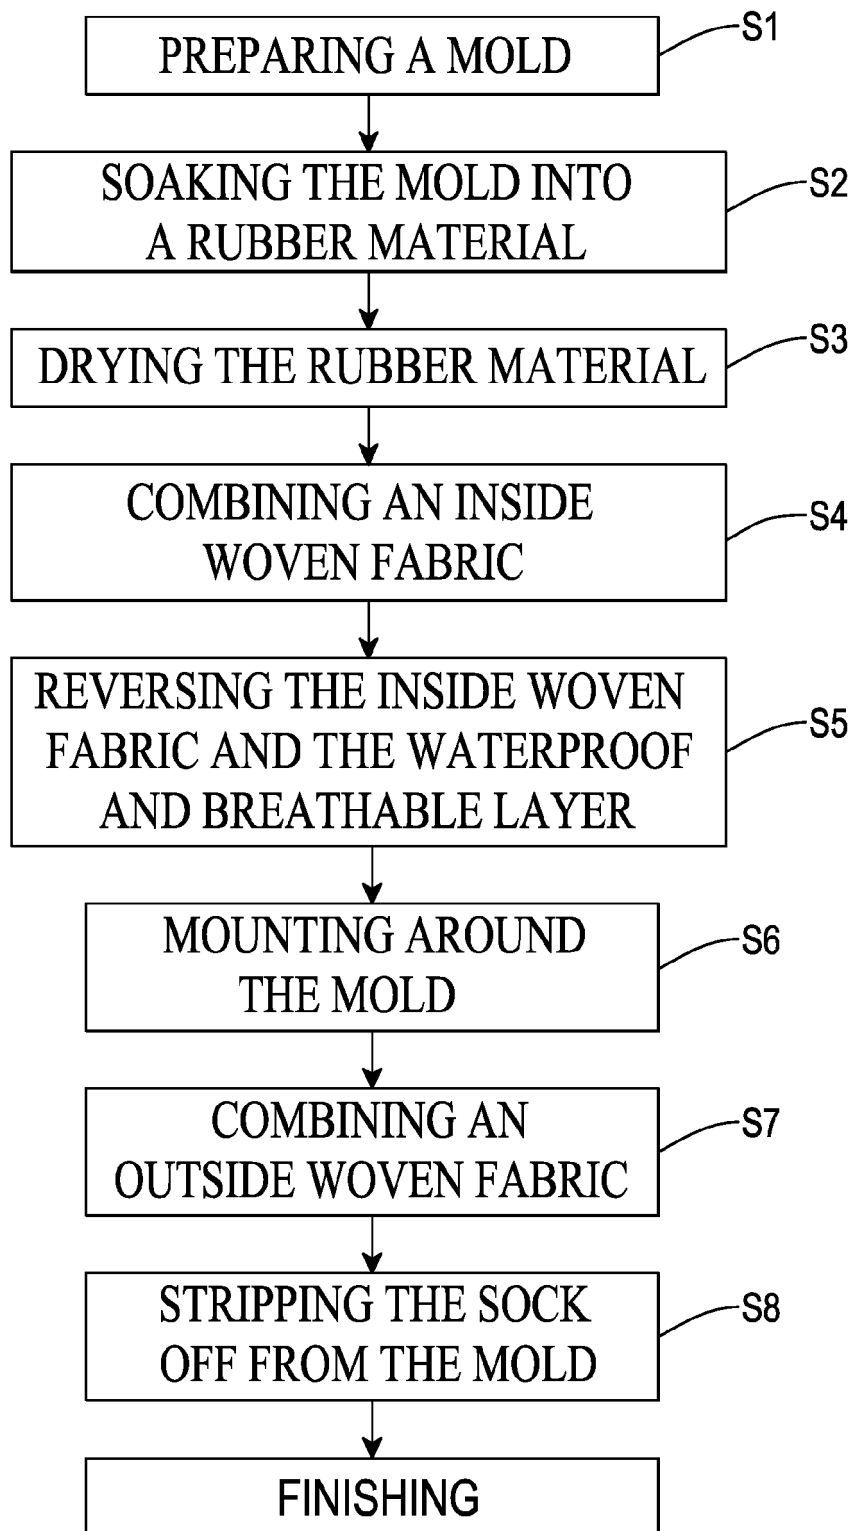 PREPARING A MOLD
S1
SOAKING THE MOLD INTO
A RUBBER MATERIAL
S2
DRYING THE RUBBER MATERIAL
S3
COMBINING AN INSIDE
WOVEN FABRIC
S4
REVERSING THE INSIDE WOVEN
FABRIC AND THE WATERPROOF
AND BREATHABLE LAYER
S5
MOUNTING AROUND
THE MOLD
S6
COMBINING AN
OUTSIDE WOVEN FABRIC
S7
STRIPPING THE SOCK
OFF FROM THE MOLD
S8
FINISHING